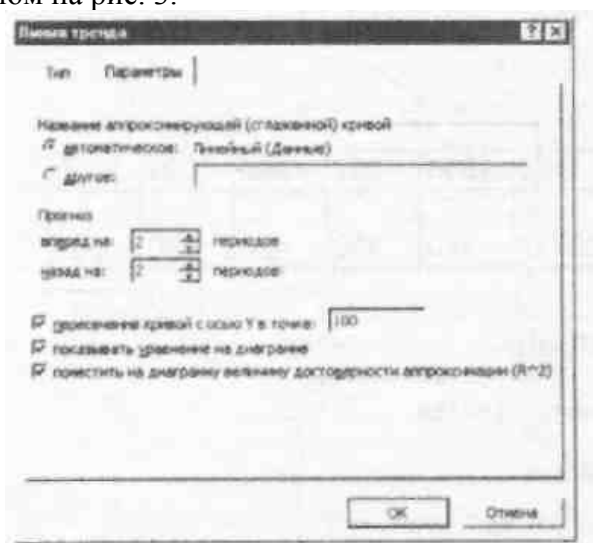 ном на рис. 3.
Линия тренда
Тип Параметры
Название аппроксимирующей (сглаженной) кривой
автоматическое: Линейный (Данные)
другое:
Прогноз
вперед на: 2 периодов
назад на: 2 периодов
пересечение кривой с осью Y в точке: 100
показывать уравнение на диаграмме
поместить на диаграмму величину достоверности аппроксимации (R^2)
OK Отмена